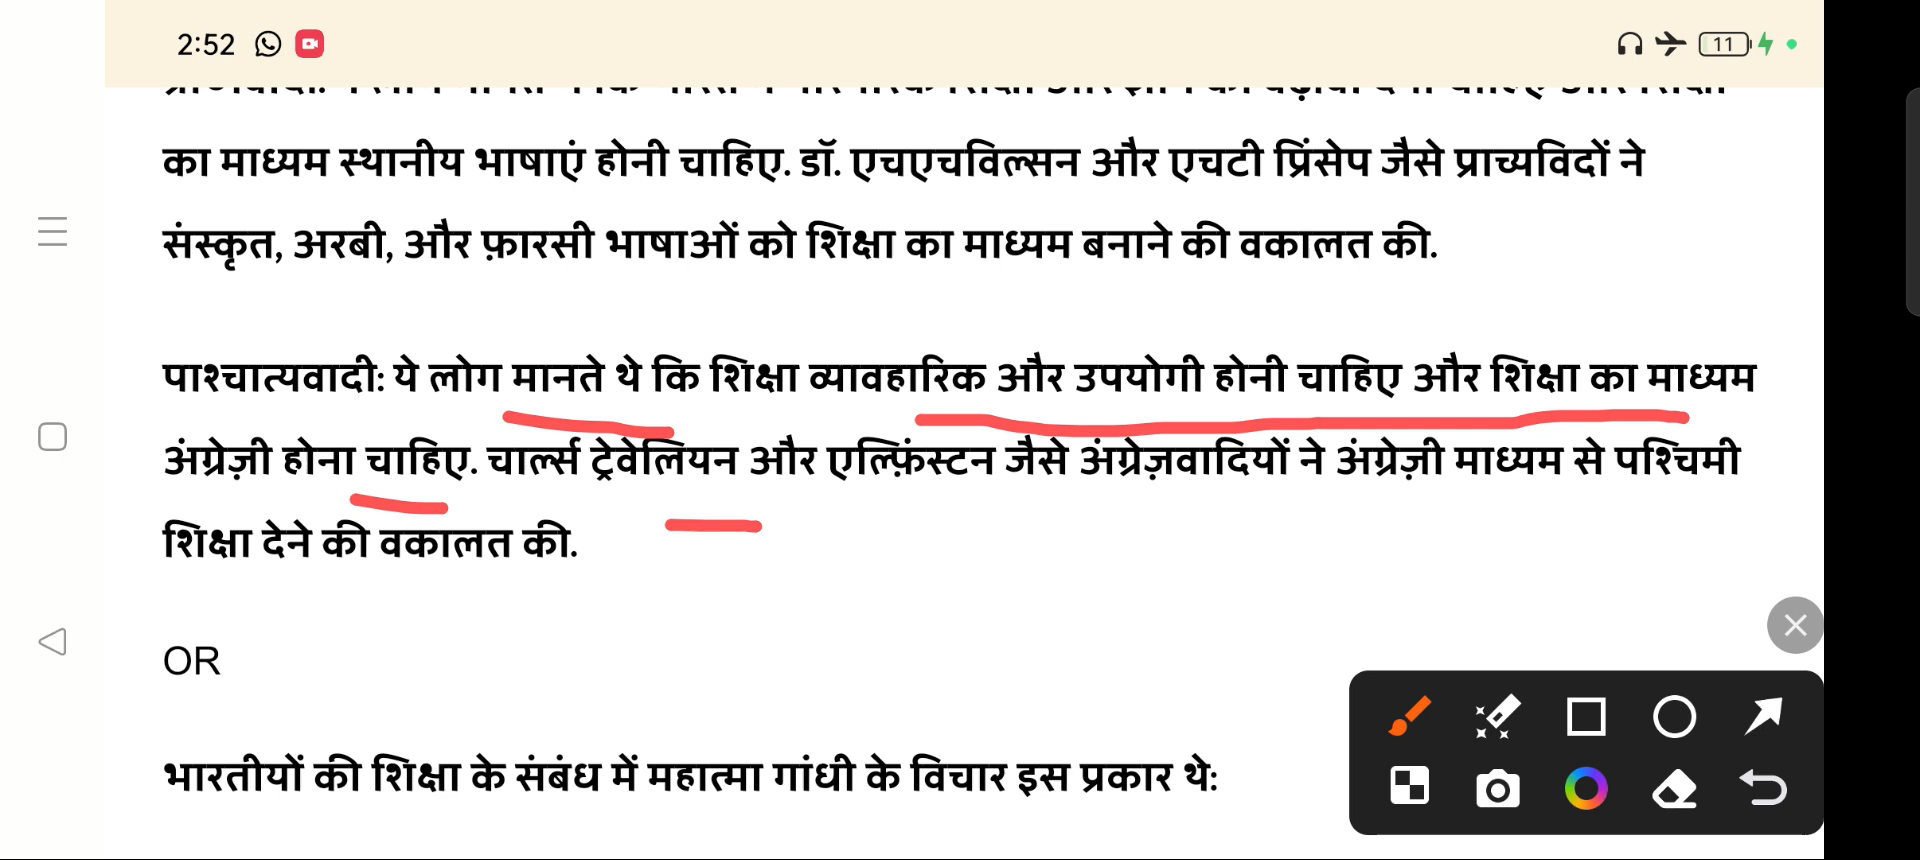 2:52
11
का माध्यम स्थानीय भाषाएं होनी चाहिए. डॉ. एचएचविल्सन और एचटी प्रिंसेप जैसे प्राच्यविदों ने
संस्कृत, अरबी, और फ़ारसी भाषाओं को शिक्षा का माध्यम बनाने की वकालत की.
पाश्चात्यवादी: ये लोग मानते थे कि शिक्षा व्यावहारिक और उपयोगी होनी चाहिए और शिक्षा का माध्यम
अंग्रेज़ी होना चाहिए. चार्ल्स ट्रेवेलियन और एल्फ़िंस्टन जैसे अंग्रेज़वादियों ने अंग्रेज़ी माध्यम से पश्चिमी
शिक्षा देने की वकालत की.
OR
भारतीयों की शिक्षा के संबंध में महात्मा गांधी के विचार इस प्रकार थे: